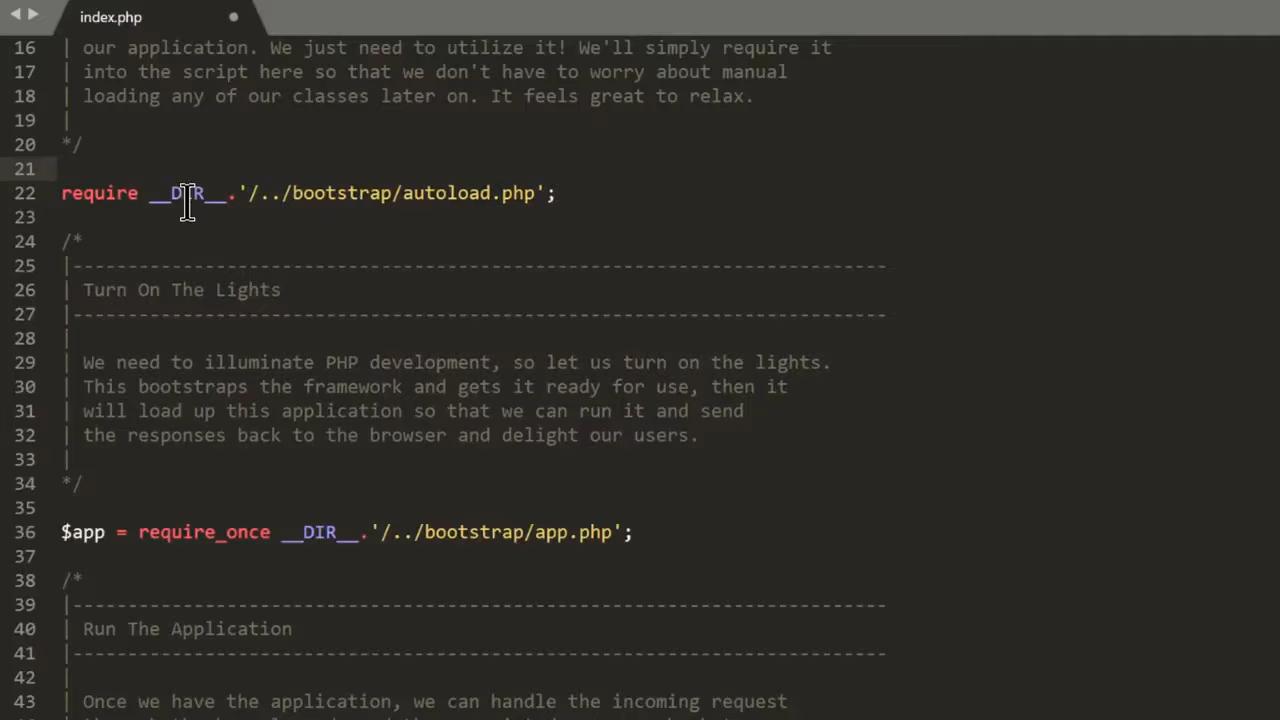 index.php
16 | our application. We just need to utilize it! We'll simply require it
17 | into the script here so that we don't have to worry about manual
18 | loading any of our classes later on. It feels great to relax.
19 |
20 */
21
22 require __DIR__.'/../bootstrap/autoload.php';
23
24 /*
25 |--------------------------------------------------------------------------
26 | Turn On The Lights
27 |--------------------------------------------------------------------------
28 |
29 | We need to illuminate PHP development, so let us turn on the lights.
30 | This bootstraps the framework and gets it ready for use, then it
31 | will load up this application so that we can run it and send
32 | the responses back to the browser and delight our users.
33 |
34 */
35
36 $app = require_once __DIR__.'/../bootstrap/app.php';
37
38 /*
39 |--------------------------------------------------------------------------
40 | Run The Application
41 |--------------------------------------------------------------------------
42 |
43 | Once we have the application, we can handle the incoming request